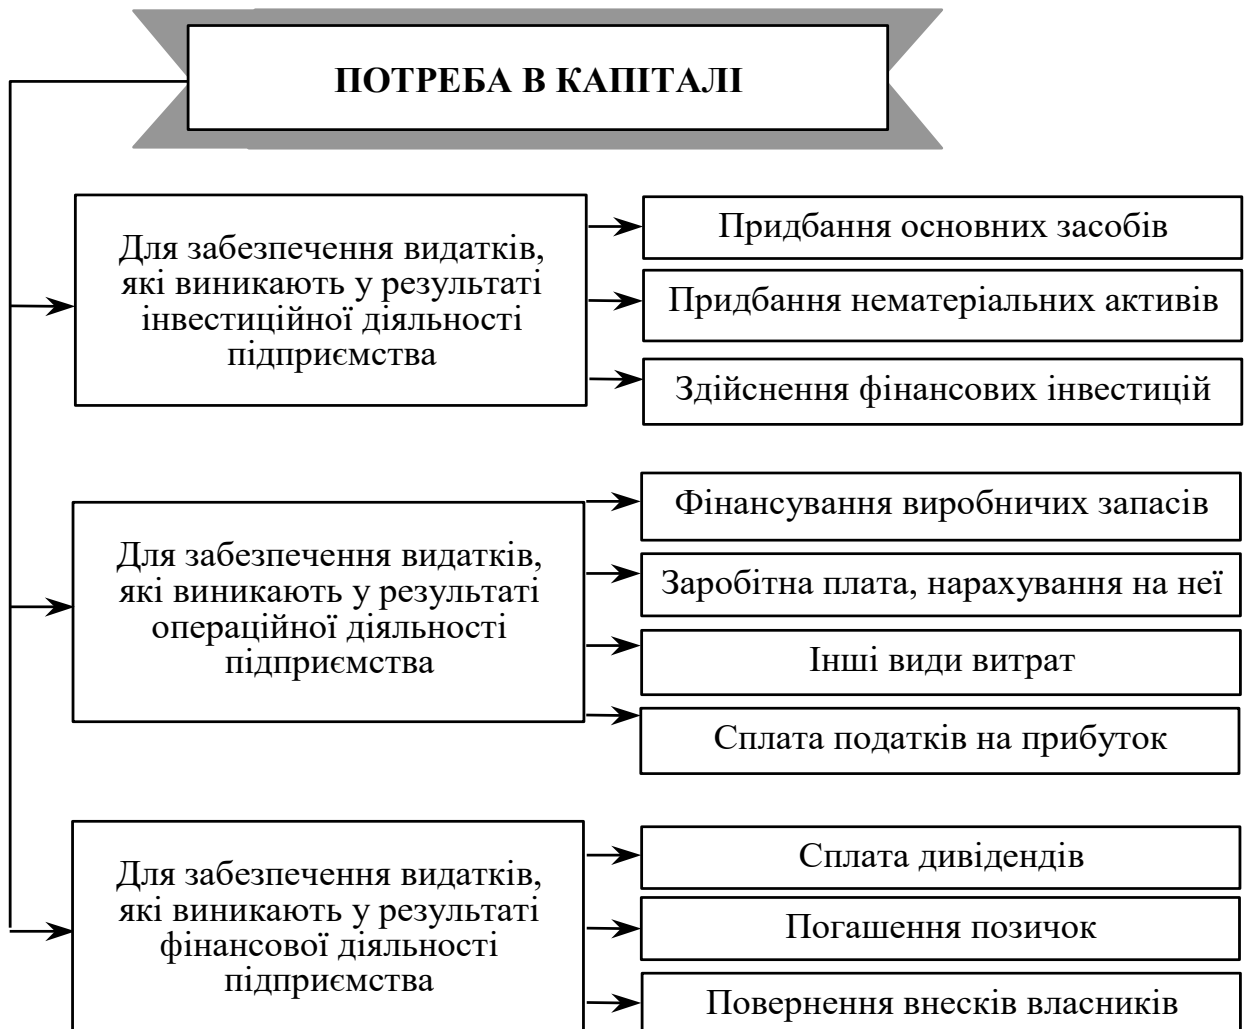 ПОТРЕБА В КАПІТАЛІ
Для забезпечення видатків,
які виникають у результаті
інвестиційної діяльності
підприємства
Придбання основних засобів
Придбання нематеріальних активів
Здійснення фінансових інвестицій
Для забезпечення видатків,
які виникають у результаті
операційної діяльності
підприємства
Фінансування виробничих запасів
Заробітна плата, нарахування на неї
Інші види витрат
Сплата податків на прибуток
Для забезпечення видатків,
які виникають у результаті
фінансової діяльності
підприємства
Сплата дивідендів
Погашення позичок
Повернення внесків власників